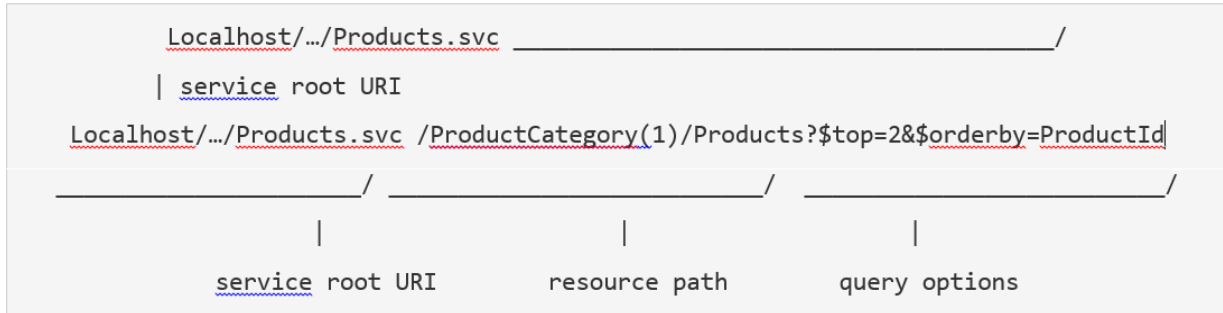 Localhost/…/Products.svc _______________________________________/
| service root URI
Localhost/…/Products.svc /ProductCategory(1)/Products?$top=2&$orderby=ProductId
______________________/ ___________________________/ __________________________/
| | |
service root URI resource path query options